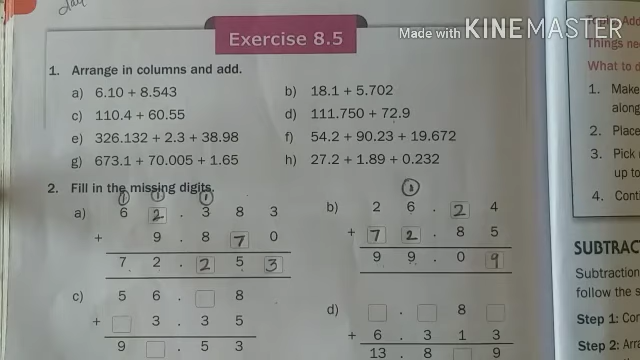 day
Made with KINEMASTER
Exercise 8.5
1. Arrange in columns and add.
a) 6.10 + 8.543 b) 18.1 + 5.702
c) 110.4 + 60.55 d) 111.750 + 72.9
e) 326.132 + 2.3 + 38.98 f) 54.2 + 90.23 + 19.672
g) 673.1 + 70.005 + 1.65 h) 27.2 + 1.89 + 0.232
2. Fill in the missing digits.
1 1 1
a) 6 2 . 3 8 3
+ 9 . 8 7 0
7 2 . 2 5 3
1
b) 2 6 . 2 4
+ 7 2 . 8 5
9 9 . 0 9
c) 5 6 . □ 8
+ □ 3 . 3 5
9 □ . 5 3
d) □ . □ 8 □
+ 6 . 3 1 3
13 . 8 □ 9
Things
What to d
1. Make
along
2. Place
3. Pick
up to
4. Conti
SUBTRAC
Subtraction
follow the s
Step 1: Cor
Step 2: Arra